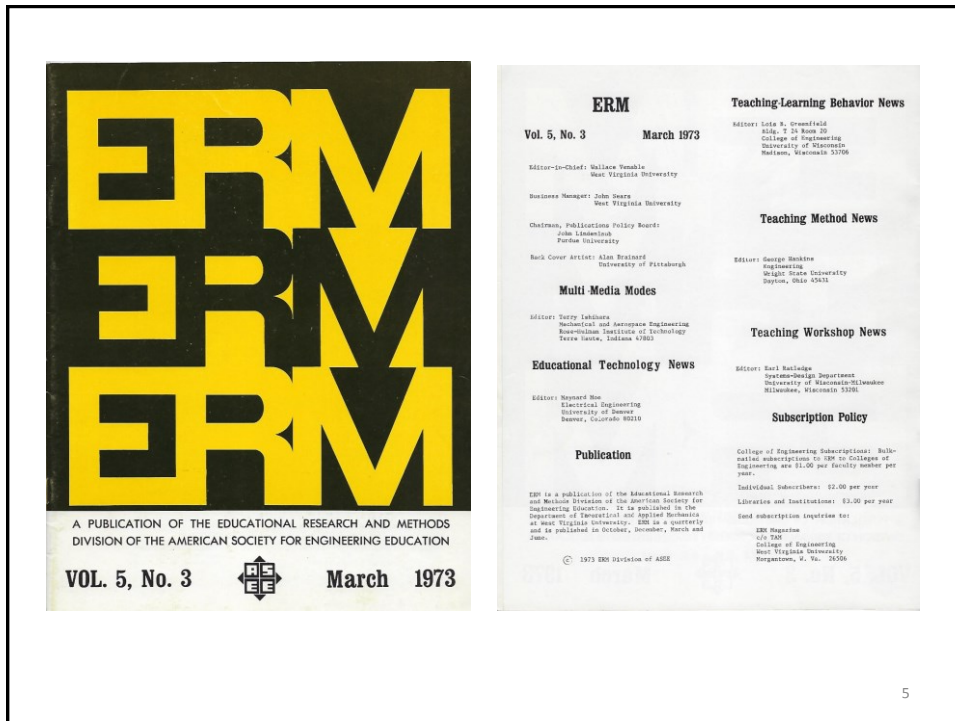 ERM
ERM
ERM
A PUBLICATION OF THE EDUCATIONAL RESEARCH AND METHODS
DIVISION OF THE AMERICAN SOCIETY FOR ENGINEERING EDUCATION
VOL. 5, No. 3
ASEE
March 1973
ERM
Vol. 5, No. 3 March 1973
Editor-in-Chief: Wallace Venable
West Virginia University
Business Manager: John Sears
West Virginia University
Chairman, Publications Policy Board:
John Lindenlaub
Purdue University
Back Cover Artist: Alan Brainard
University of Pittsburgh
Multi-Media Modes
Editor: Terry Ishihara
Mechanical and Aerospace Engineering
Rose-Hulman Institute of Technology
Terre Haute, Indiana 47803
Educational Technology News
Editor: Maynard Moe
Electrical Engineering
University of Denver
Denver, Colorado 80210
Publication
ERM is a publication of the Educational Research
and Methods Division of the American Society for
Engineering Education. It is published in the
Department of Theoretical and Applied Mechanics
at West Virginia University. ERM is a quarterly
and is published in October, December, March and
June.
© 1973 ERM Division of ASEE
Teaching-Learning Behavior News
Editor: Lois B. Greenfield
Bldg. T 24 Room 20
College of Engineering
University of Wisconsin
Madison, Wisconsin 53706
Teaching Method News
Editor: George Hankins
Engineering
Wright State University
Dayton, Ohio 45431
Teaching Workshop News
Editor: Earl Ratledge
Systems-Design Department
University of Wisconsin-Milwaukee
Milwaukee, Wisconsin 53201
Subscription Policy
College of Engineering Subscriptions: Bulk-
mailed subscriptions to ERM to Colleges of
Engineering are $1.00 per faculty member per
year.
Individual Subscribers: $2.00 per year
Libraries and Institutions: $3.00 per year
Send subscription inquiries to:
ERM Magazine
c/o TAM
College of Engineering
West Virginia University
Morgantown, W. Va. 26506
5